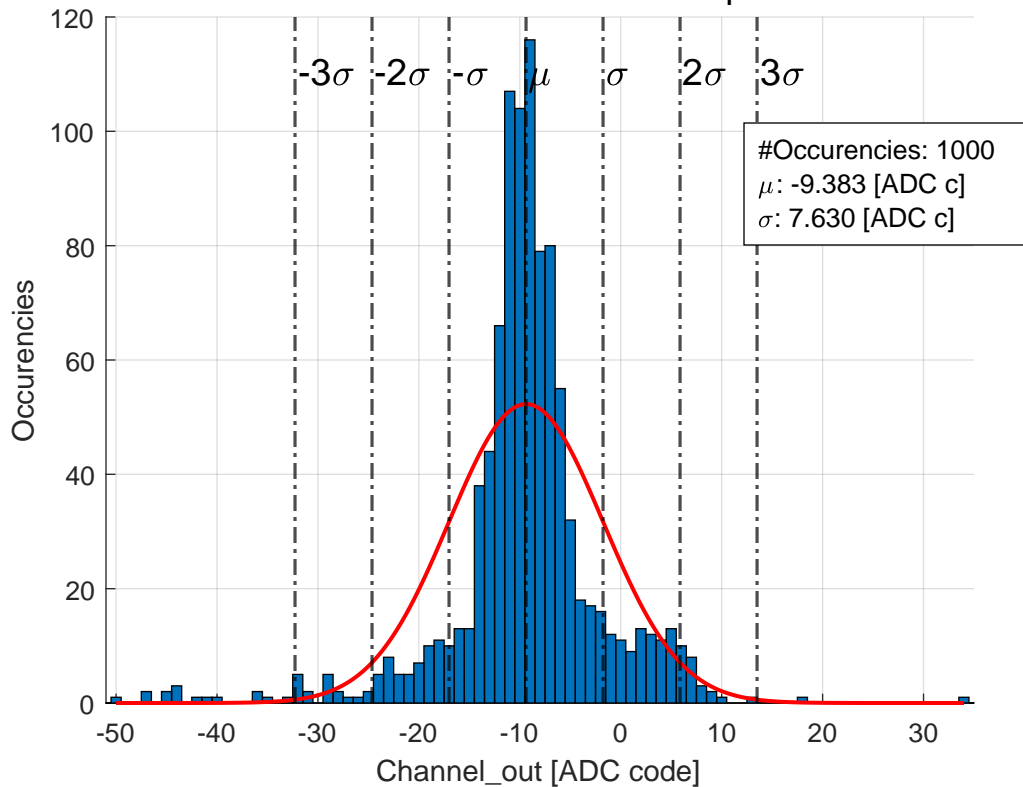 120
100
80
60
40
20
0
-3σ
-2σ
-σ
μ
σ
2σ
3σ
#Occurencies: 1000
μ: -9.383 [ADC c]
σ: 7.630 [ADC c]
Occurencies
-50
-40
-30
-20
-10
0
10
20
30
Channel_out [ADC code]